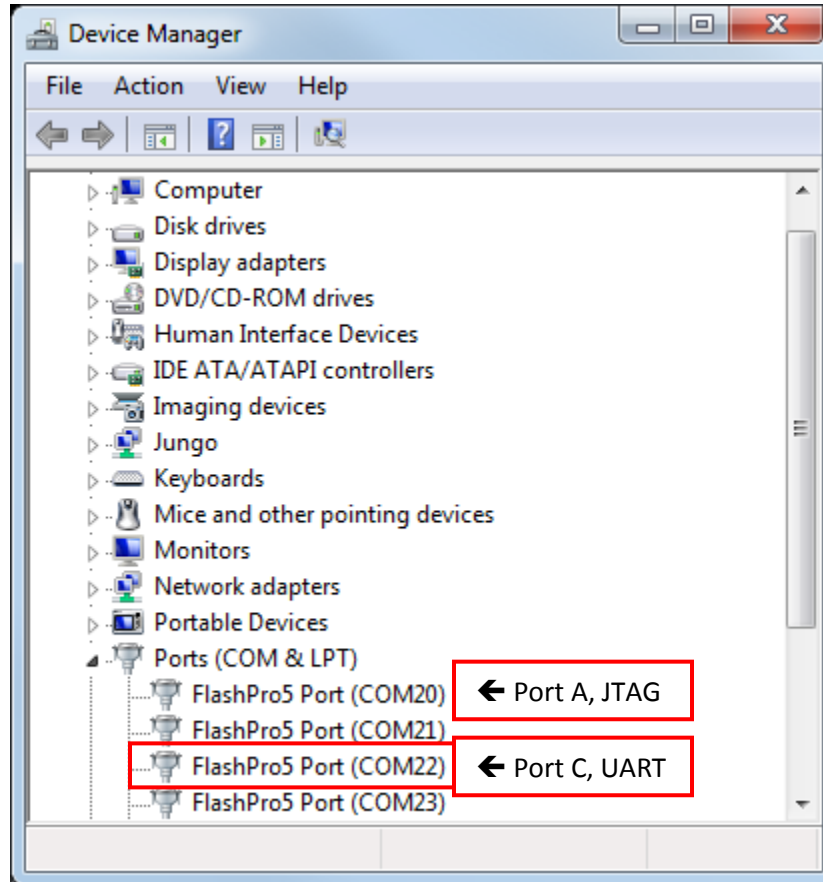 Device Manager
File Action View Help
Computer
Disk drives
Display adapters
DVD/CD-ROM drives
Human Interface Devices
IDE ATA/ATAPI controllers
Imaging devices
Jungo
Keyboards
Mice and other pointing devices
Monitors
Network adapters
Portable Devices
Ports (COM & LPT)
FlashPro5 Port (COM20) ← Port A, JTAG
FlashPro5 Port (COM21)
FlashPro5 Port (COM22) ← Port C, UART
FlashPro5 Port (COM23)